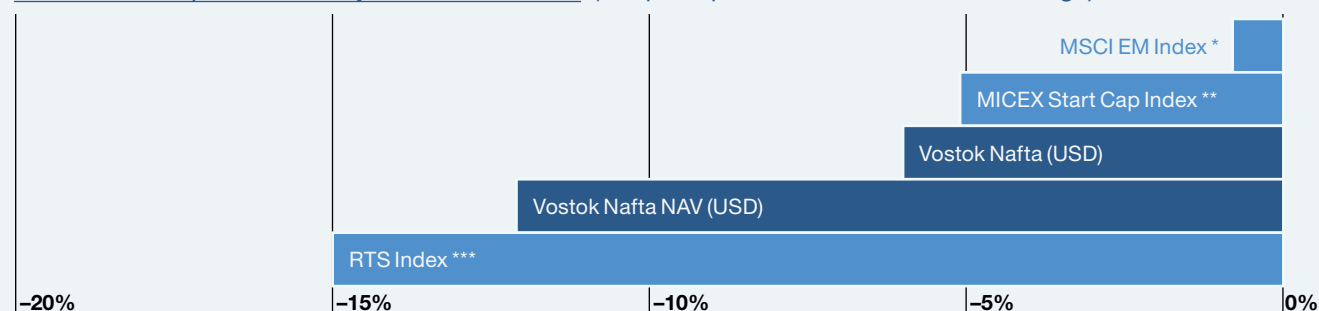 MSCI EM Index *
MICEX Start Cap Index **
Vostok Nafta (USD)
Vostok Nafta NAV (USD)
RTS Index ***
–20% –15% –10% –5% 0%